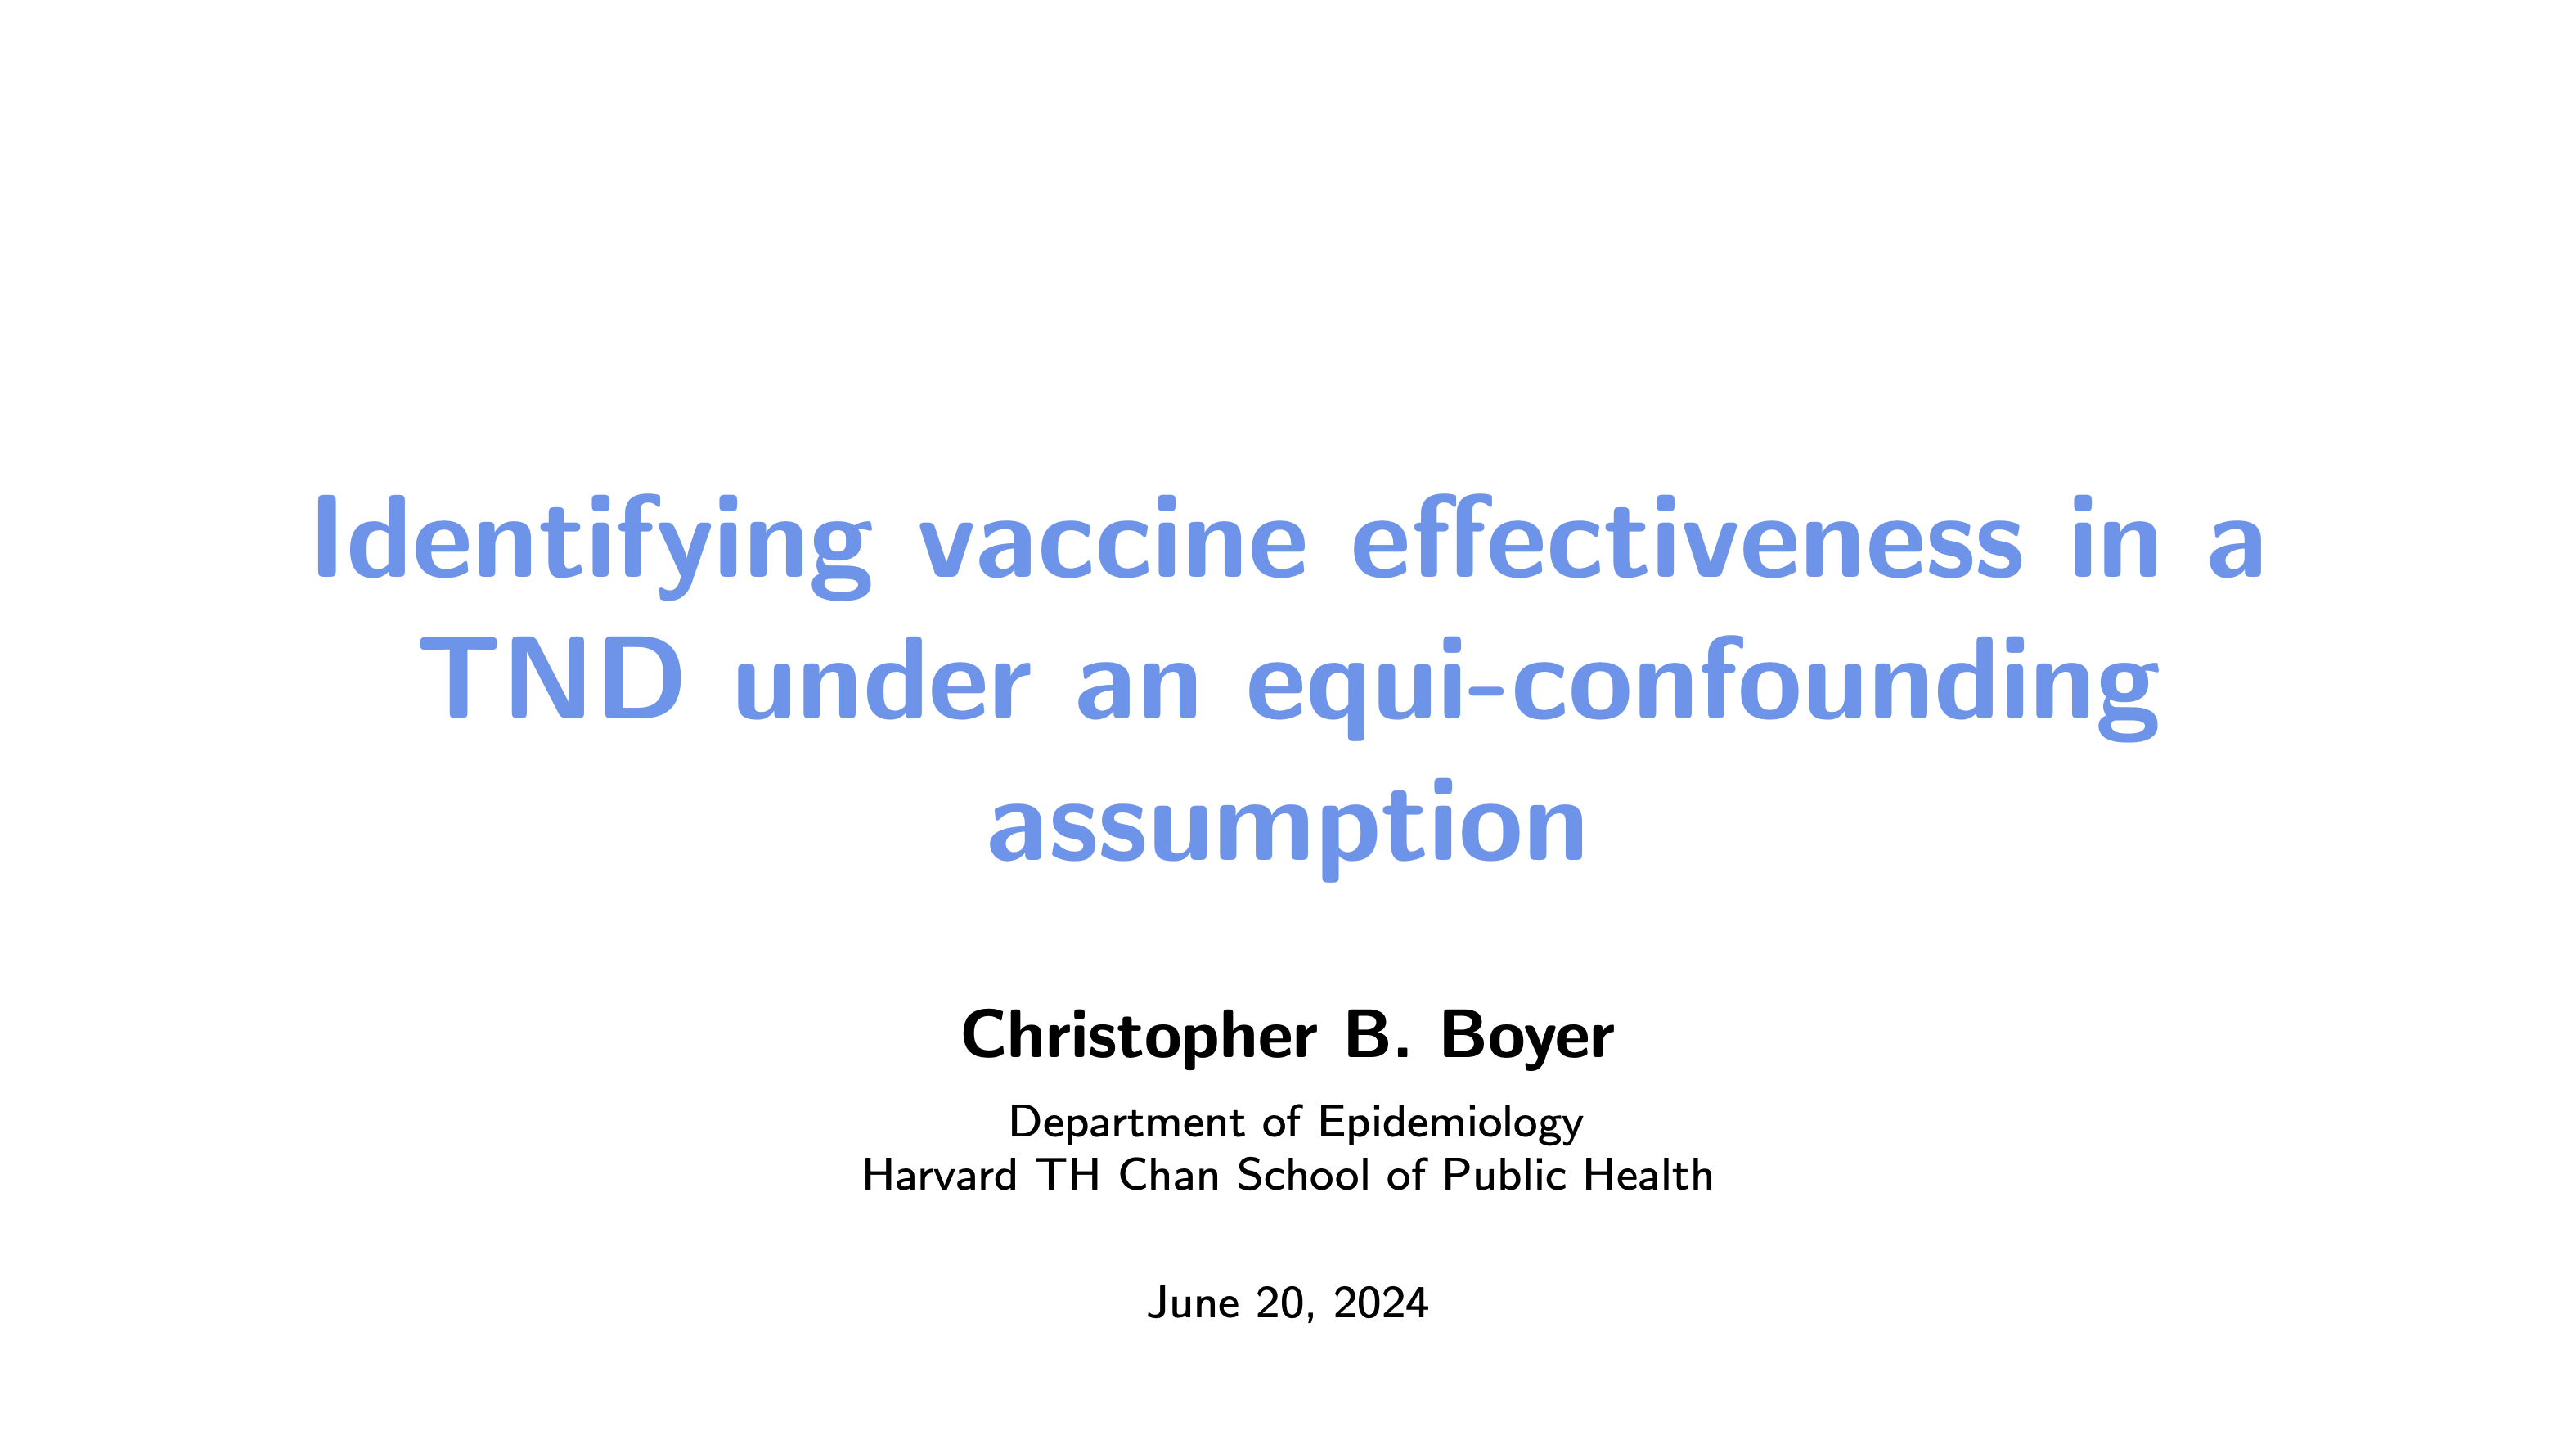 Identifying vaccine effectiveness in a
TND under an equi-confounding
assumption
Christopher B. Boyer
Department of Epidemiology
Harvard TH Chan School of Public Health
June 20, 2024